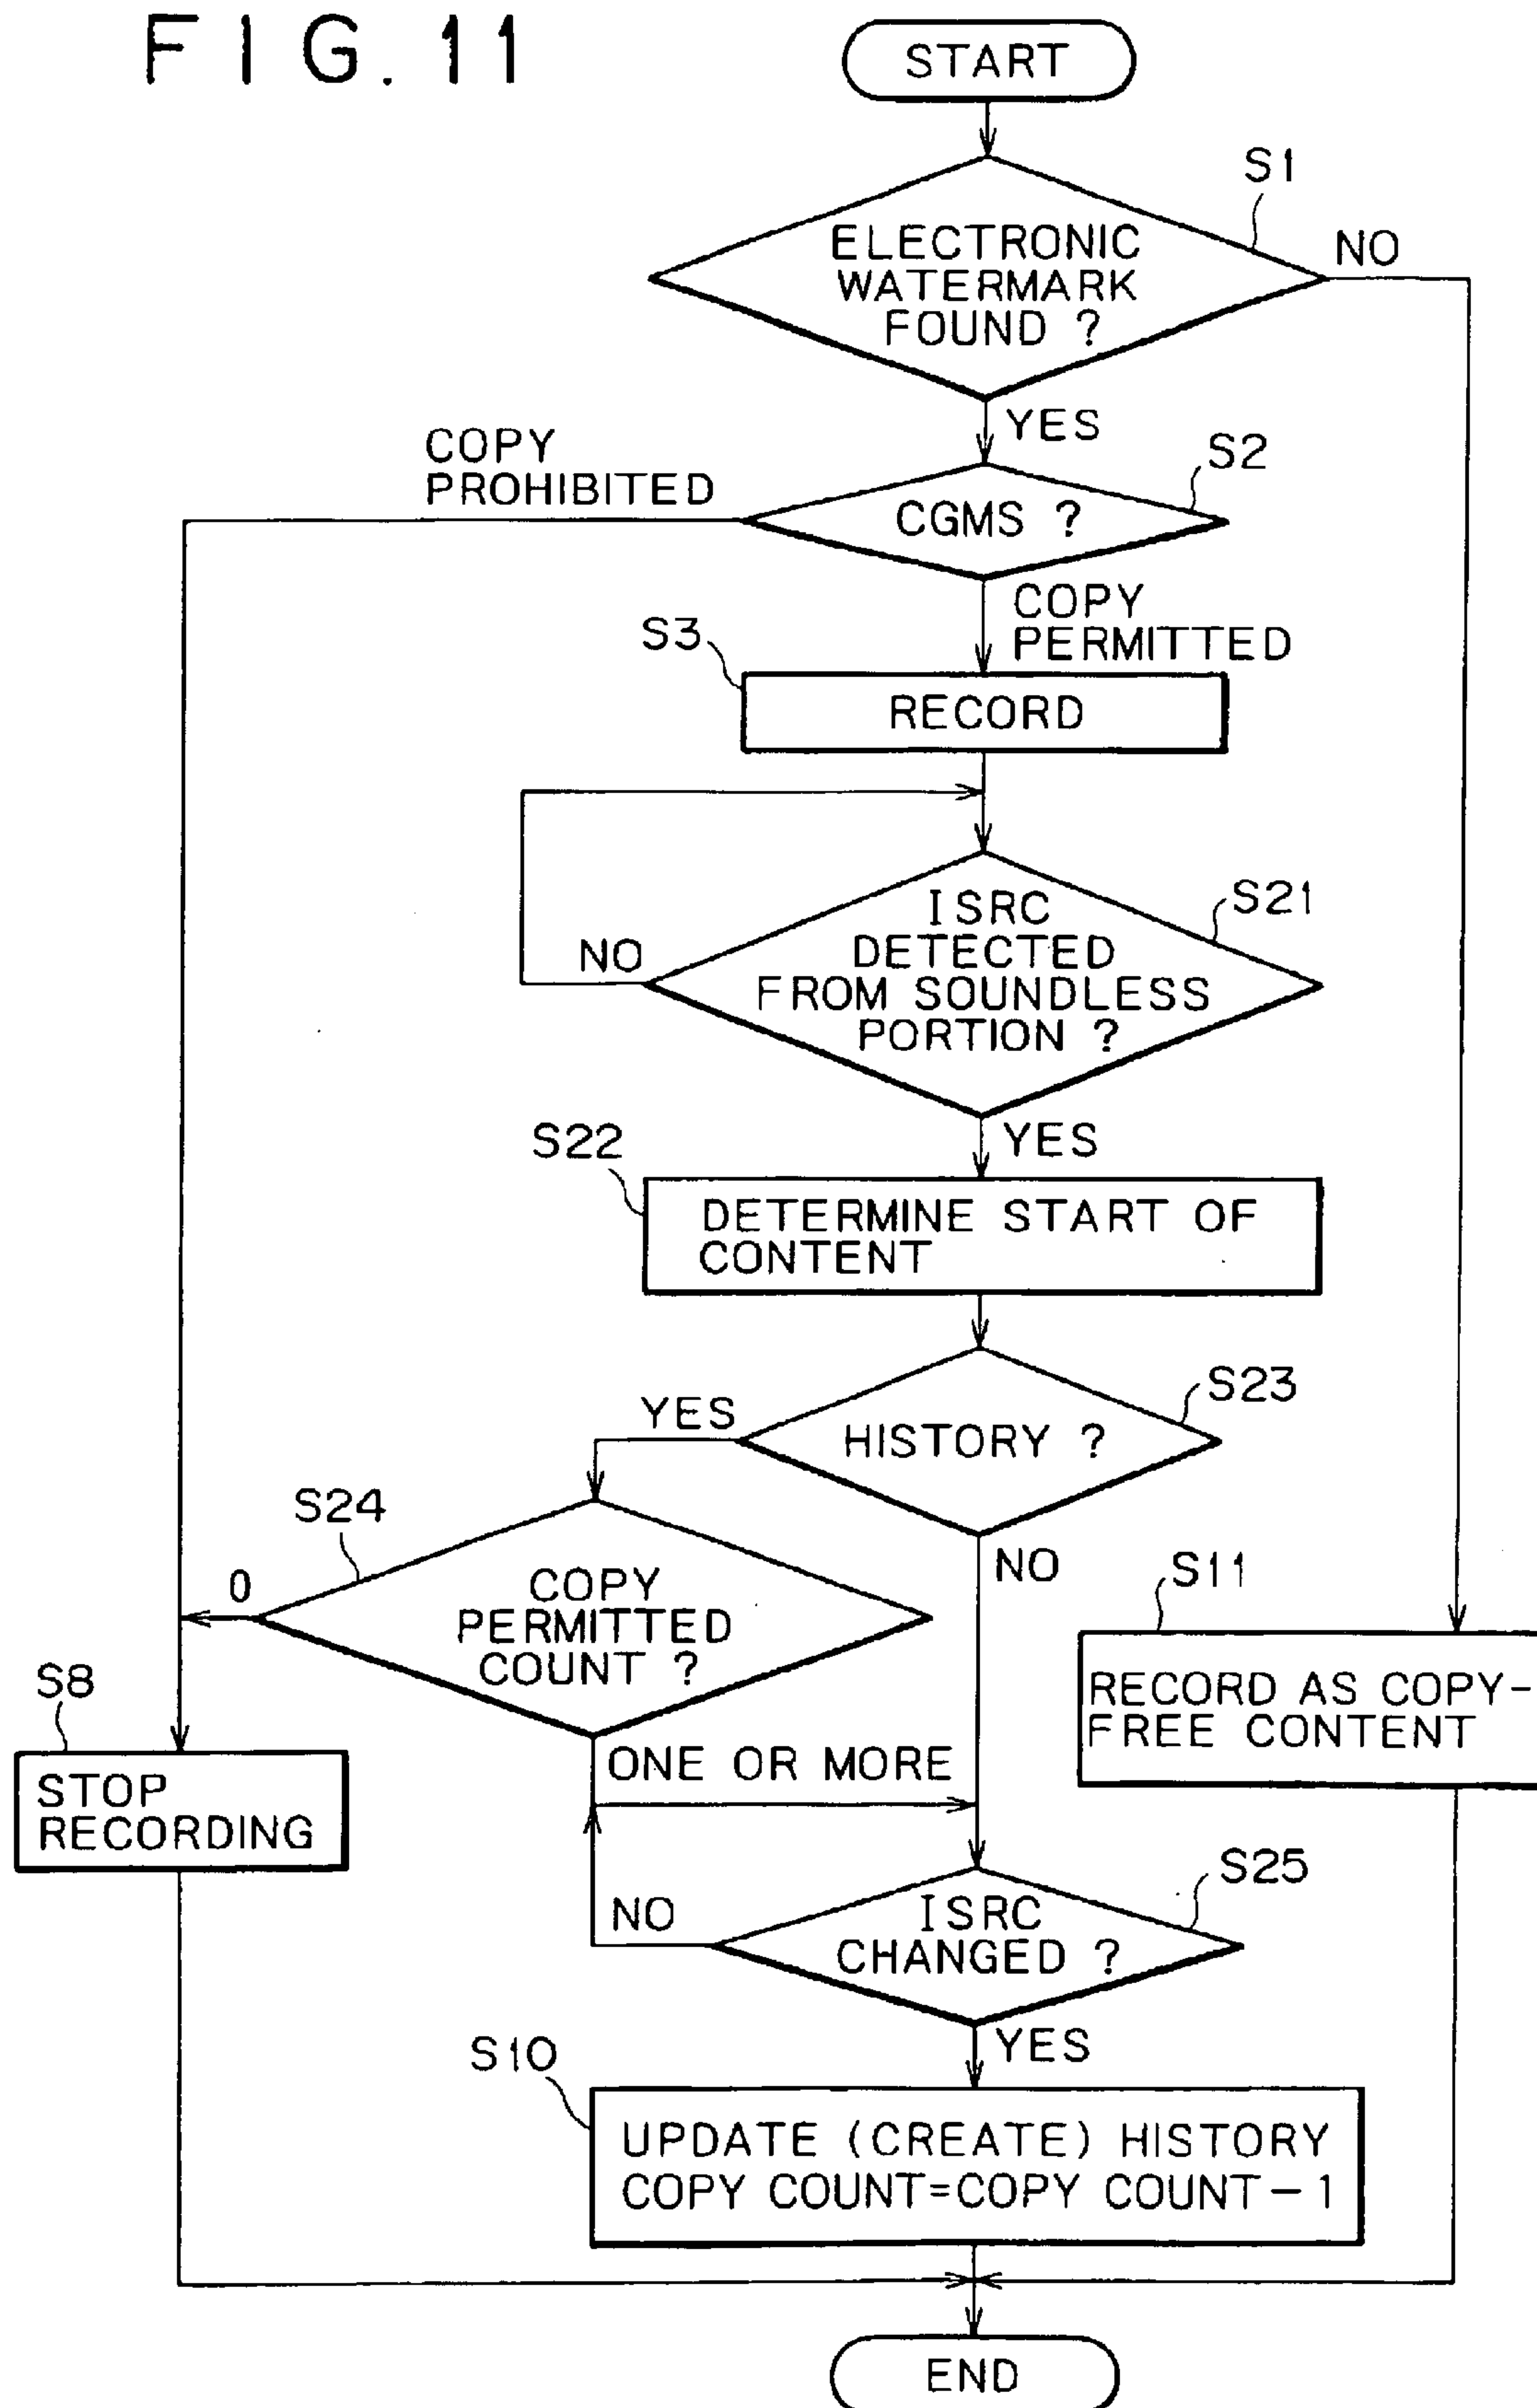 FIG. 11
START
S1
ELECTRONIC
WATERMARK
FOUND ?
NO
YES
COPY
PROHIBITED
S2
CGMS ?
COPY
PERMITTED
S3
RECORD
S21
ISRC
DETECTED
FROM SOUNDLESS
PORTION ?
NO
YES
S22
DETERMINE START OF
CONTENT
S23
YES
HISTORY ?
S24
NO
S11
0
COPY
PERMITTED
COUNT ?
S8
RECORD AS COPY-
FREE CONTENT
ONE OR MORE
STOP
RECORDING
S25
NO
ISRC
CHANGED ?
YES
S10
UPDATE (CREATE) HISTORY
COPY COUNT=COPY COUNT-1
END